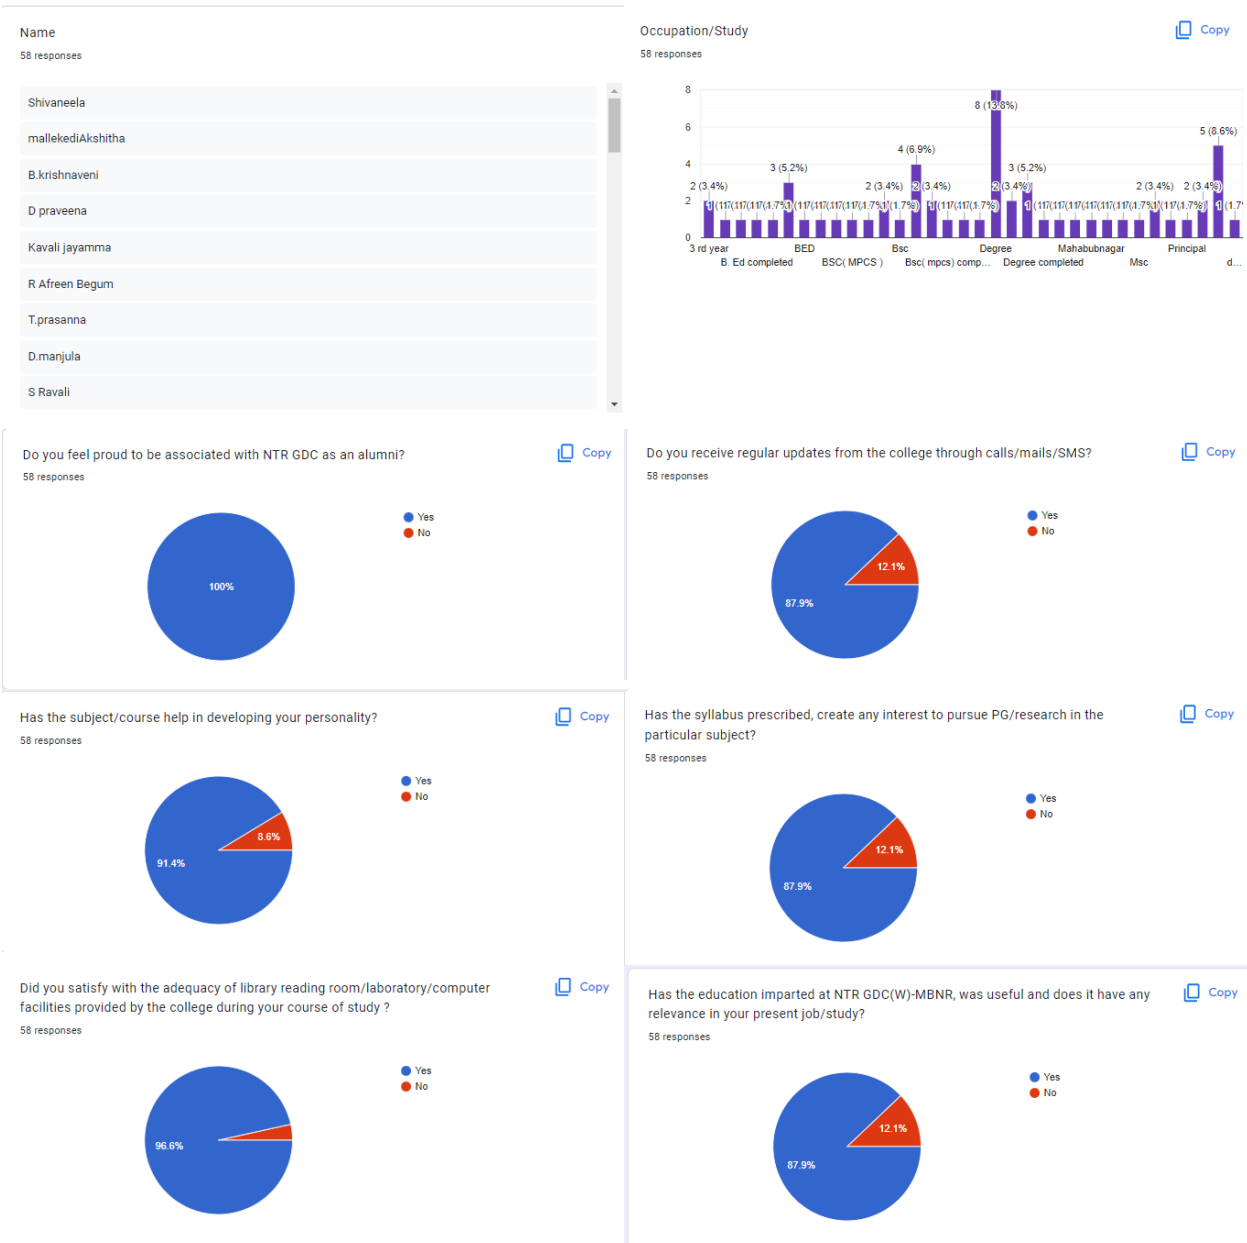 Name
58 responses
Shivaneela
mallekediAkshitha
B.krishnaveni
D praveena
Kavali jayamma
R Afreen Begum
T.prasanna
D.manjula
S Ravali
Occupation/Study
Copy
58 responses
8
6
4
2
0
2 (3.4%)
3 (5.2%)
2 (3.4%)
4 (6.9%)
2 (3.4%)
8 (13.8%)
2 (3.4%)
3 (5.2%)
2 (3.4%)
2 (3.4%)
5 (8.6%)
3 rd year
BED
Bsc
Degree
Mahabubnagar
Principal
B. Ed completed
BSC( MPCS )
Bsc( mpcs) comp...
Degree completed
Msc
d...
Do you feel proud to be associated with NTR GDC as an alumni?
Copy
58 responses
Yes
No
100%
Do you receive regular updates from the college through calls/mails/SMS?
Copy
58 responses
Yes
No
12.1%
87.9%
Has the subject/course help in developing your personality?
Copy
58 responses
Yes
No
8.6%
91.4%
Has the syllabus prescribed, create any interest to pursue PG/research in the
particular subject?
Copy
58 responses
Yes
No
12.1%
87.9%
Did you satisfy with the adequacy of library reading room/laboratory/computer
facilities provided by the college during your course of study ?
Copy
58 responses
Yes
No
96.6%
Has the education imparted at NTR GDC(W)-MBNR, was useful and does it have any
relevance in your present job/study?
Copy
58 responses
Yes
No
12.1%
87.9%